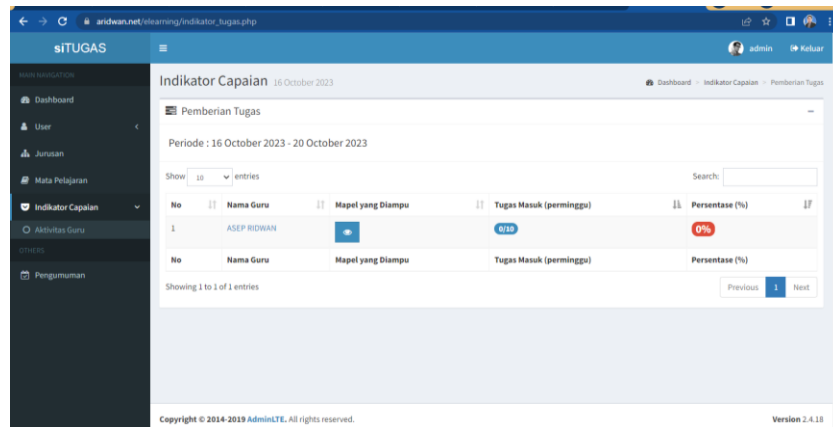 aridwan.net/elearning/indikator_tugas.php
siTUGAS
admin Keluar
MAIN NAVIGATION
Dashboard
User
Jurusan
Mata Pelajaran
Indikator Capaian
Aktivitas Guru
OTHERS
Pengumuman
Indikator Capaian 16 October 2023
Dashboard > Indikator Capaian > Pemberian Tugas
Pemberian Tugas
Periode : 16 October 2023 - 20 October 2023
Show 10 entries Search:
No Nama Guru Mapel yang Diampu Tugas Masuk (perminggu) Persentase (%)
1 ASEP RIDWAN 0/10 0%
No Nama Guru Mapel yang Diampu Tugas Masuk (perminggu) Persentase (%)
Showing 1 to 1 of 1 entries Previous 1 Next
Copyright © 2014-2019 AdminLTE. All rights reserved. Version 2.4.18